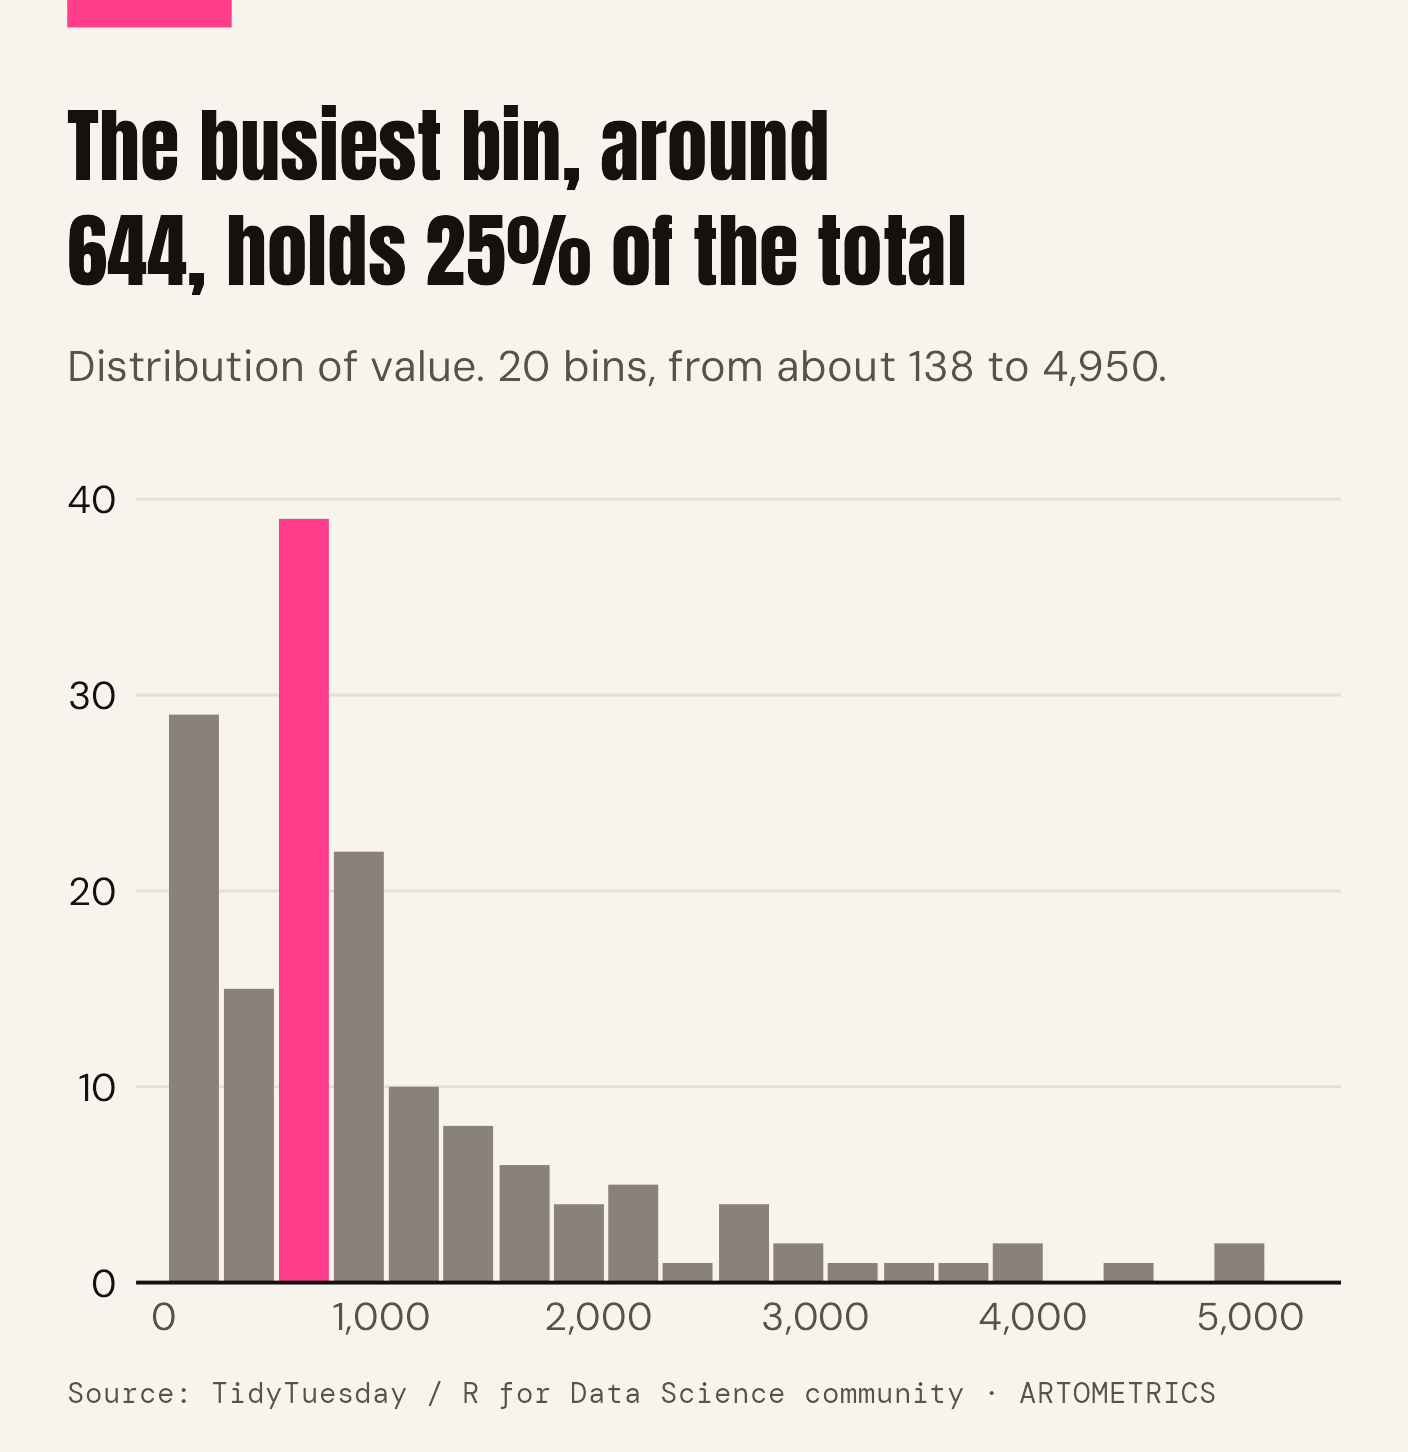 The busiest bin, around
644, holds 25% of the total
Distribution of value. 20 bins, from about 138 to 4,950.
40
30
20
10
0
0 1,000 2,000 3,000 4,000 5,000
Source: TidyTuesday / R for Data Science community · ARTOMETRICS